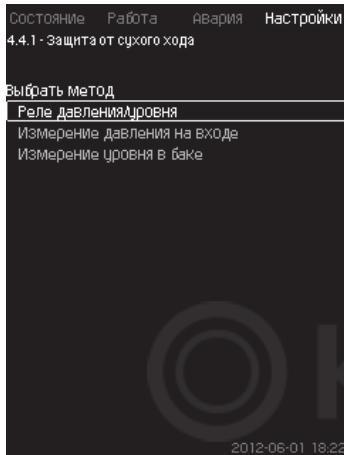 Состояние Работа Авария Настройки
4.4.1 - Защита от сухого хода
Выбрать метод
Реле давления/уровня
Измерение давления на входе
Измерение уровня в баке
2012-06-01 18:22